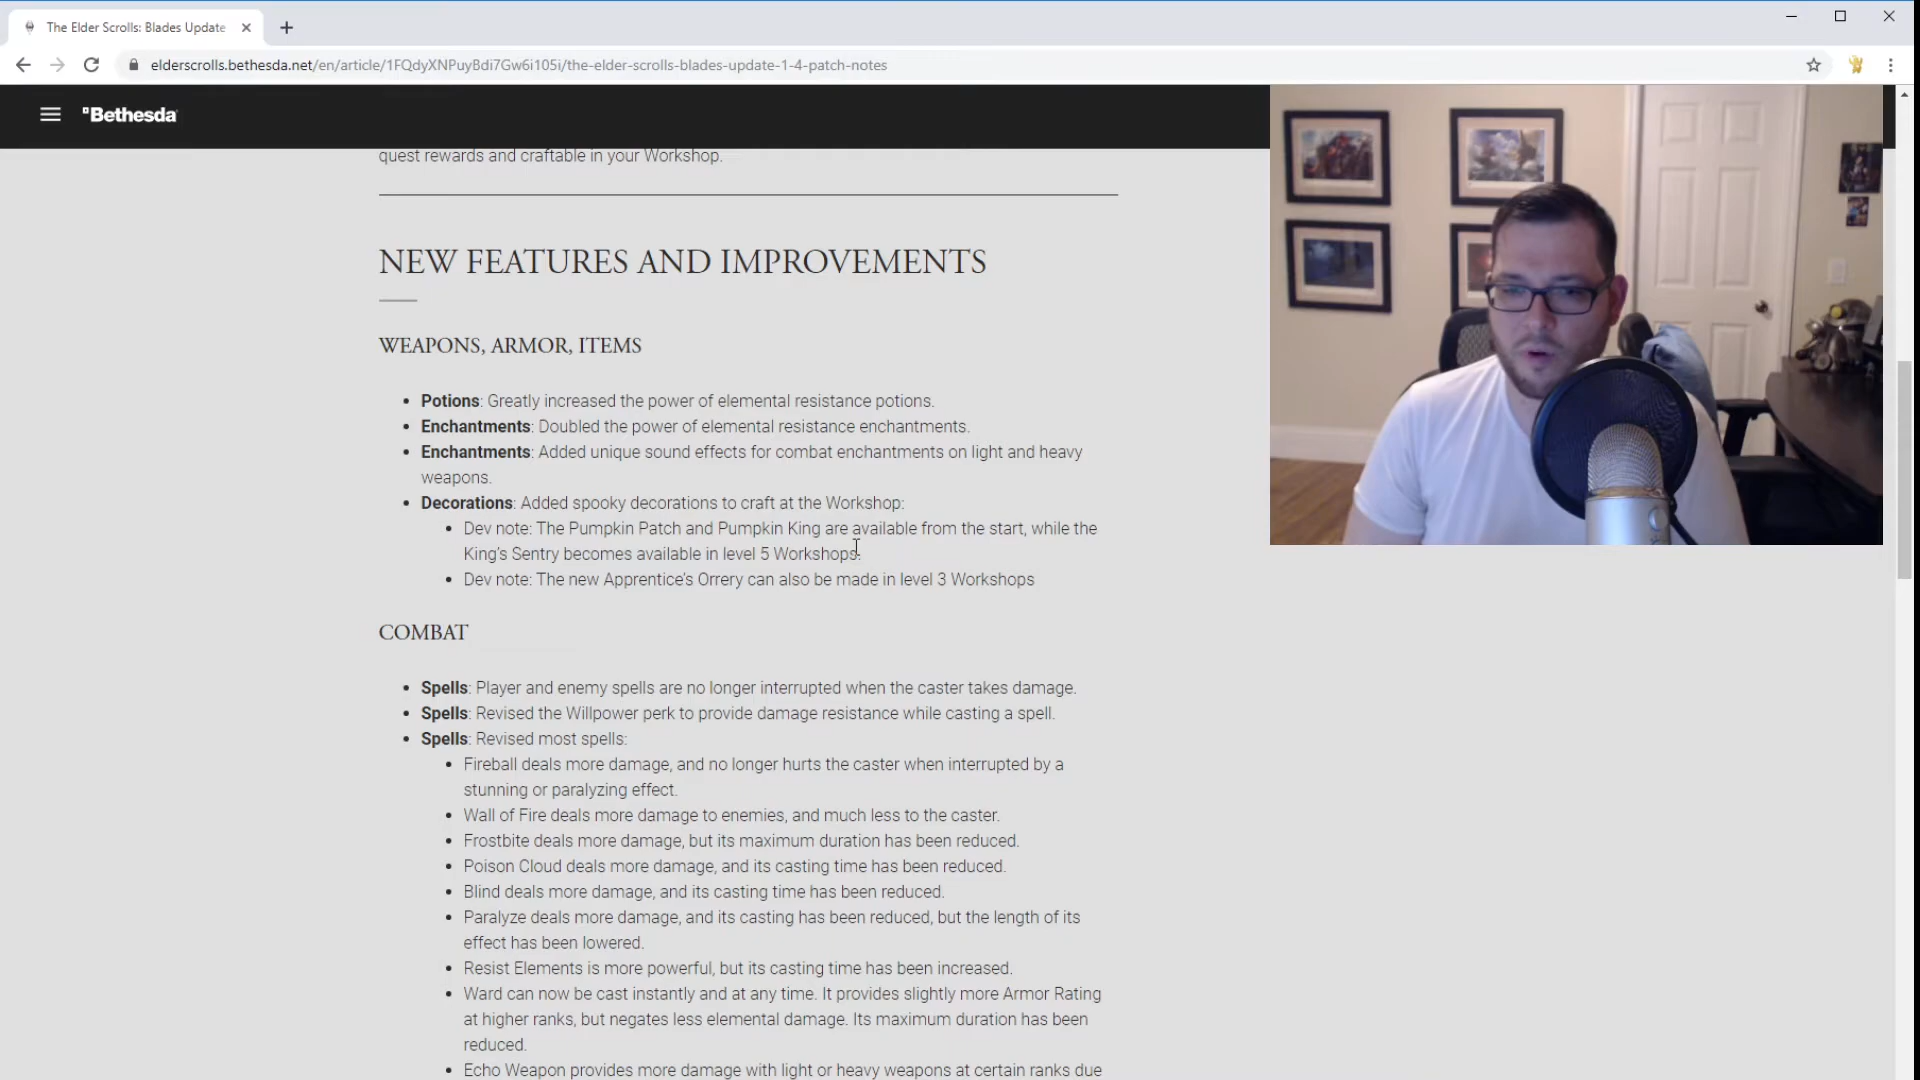 The Elder Scrolls: Blades Update
elderscrolls.bethesda.net/en/article/1FQdyXNPuyBdi7Gw6i105i/the-elder-scrolls-blades-update-1-4-patch-notes
Bethesda
quest rewards and craftable in your Workshop.
NEW FEATURES AND IMPROVEMENTS
WEAPONS, ARMOR, ITEMS
• Potions: Greatly increased the power of elemental resistance potions.
• Enchantments: Doubled the power of elemental resistance enchantments.
• Enchantments: Added unique sound effects for combat enchantments on light and heavy
weapons.
• Decorations: Added spooky decorations to craft at the Workshop:
• Dev note: The Pumpkin Patch and Pumpkin King are available from the start, while the
King's Sentry becomes available in level 5 Workshops.
• Dev note: The new Apprentice's Orrery can also be made in level 3 Workshops
COMBAT
• Spells: Player and enemy spells are no longer interrupted when the caster takes damage.
• Spells: Revised the Willpower perk to provide damage resistance while casting a spell.
• Spells: Revised most spells:
• Fireball deals more damage, and no longer hurts the caster when interrupted by a
stunning or paralyzing effect.
• Wall of Fire deals more damage to enemies, and much less to the caster.
• Frostbite deals more damage, but its maximum duration has been reduced.
• Poison Cloud deals more damage, and its casting time has been reduced.
• Blind deals more damage, and its casting time has been reduced.
• Paralyze deals more damage, and its casting has been reduced, but the length of its
effect has been lowered.
• Resist Elements is more powerful, but its casting time has been increased.
• Ward can now be cast instantly and at any time. It provides slightly more Armor Rating
at higher ranks, but negates less elemental damage. Its maximum duration has been
reduced.
• Echo Weapon provides more damage with light or heavy weapons at certain ranks due